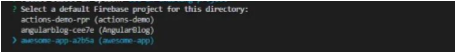 ? Select a default Firebase project for this directory:
actions-demo-rpr (actions-demo)
angularblog-cee7e (AngularBlog)
❯ awesome-app-a2b5a (awesome-app)